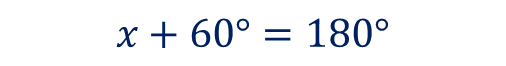 x + 60° = 180°